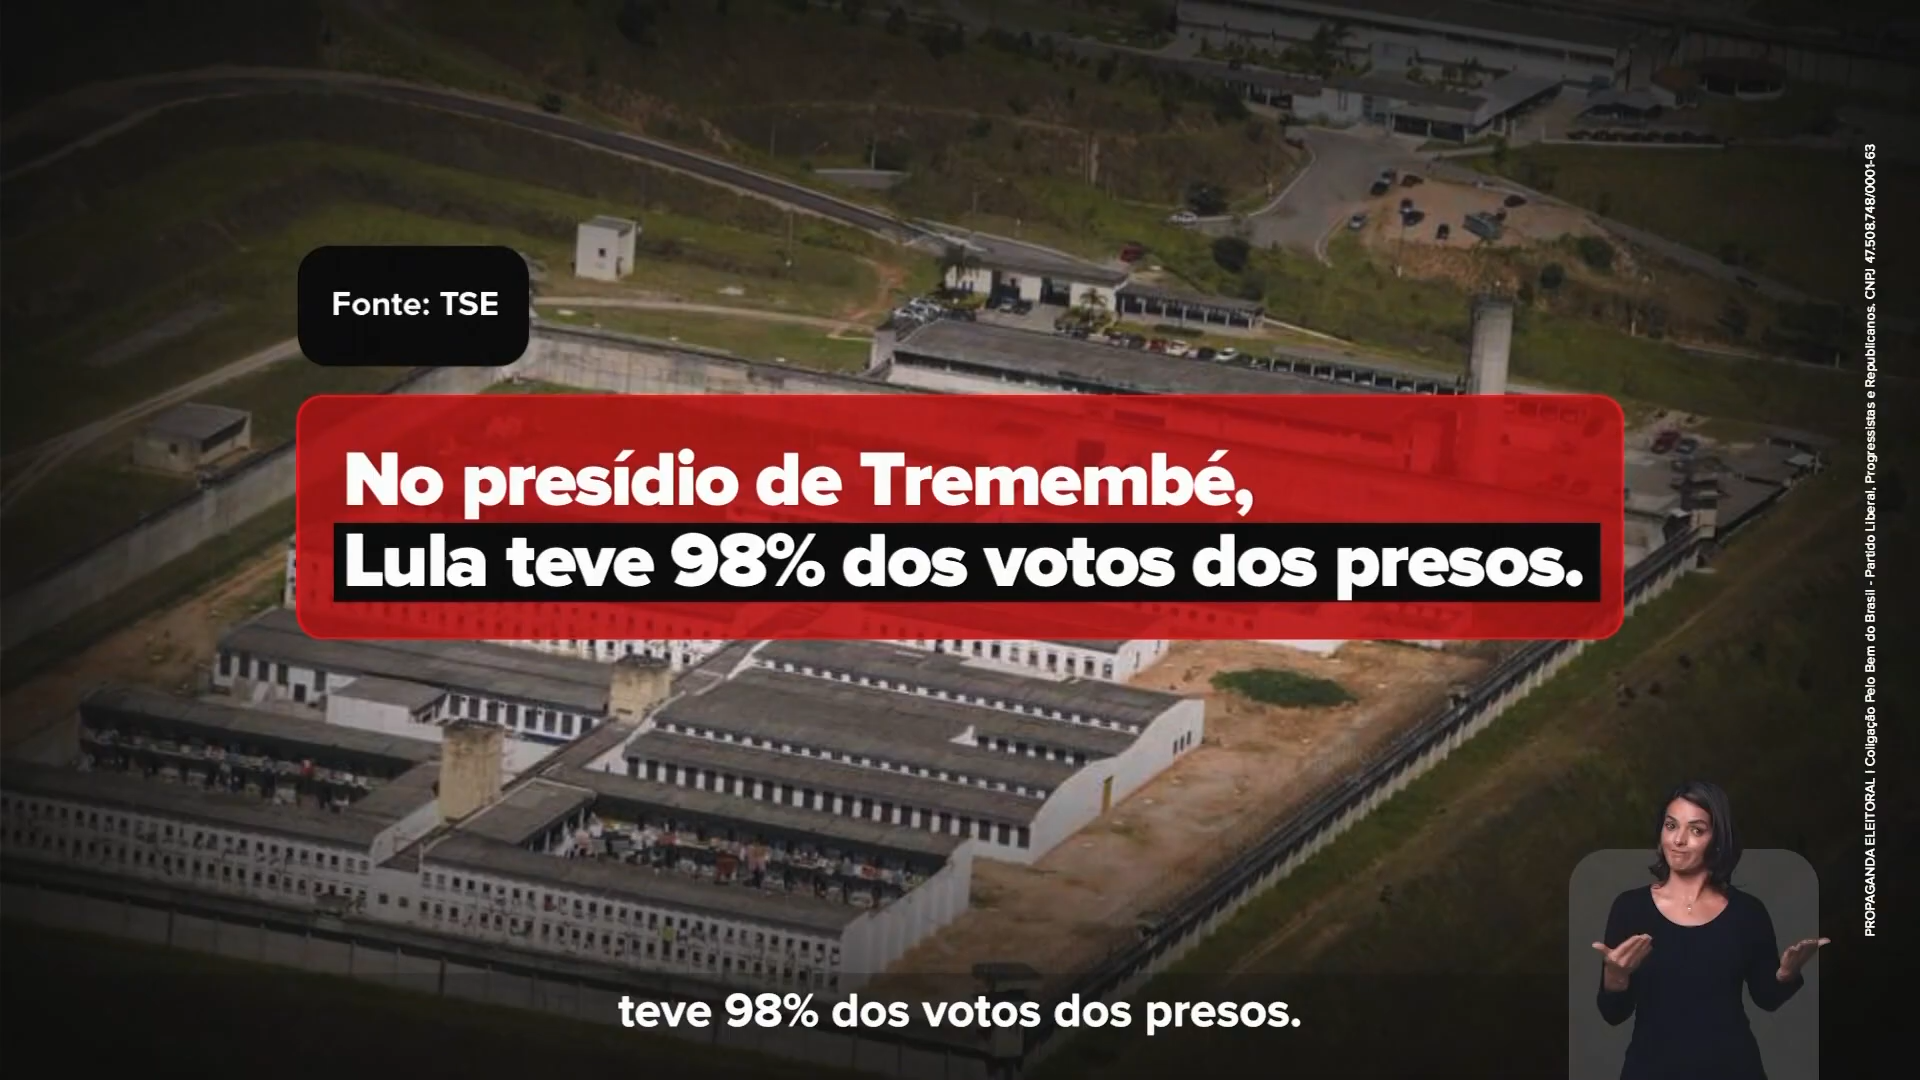 Fonte: TSE
No presídio de Tremembé,
Lula teve 98% dos votos dos presos.
teve 98% dos votos dos presos.
PROPAGANDA ELEITORAL I Coligação Pelo Bem do Brasil - Partido Liberal, Progressistas e Republicanos. CNPJ 47.508.748/0001-63